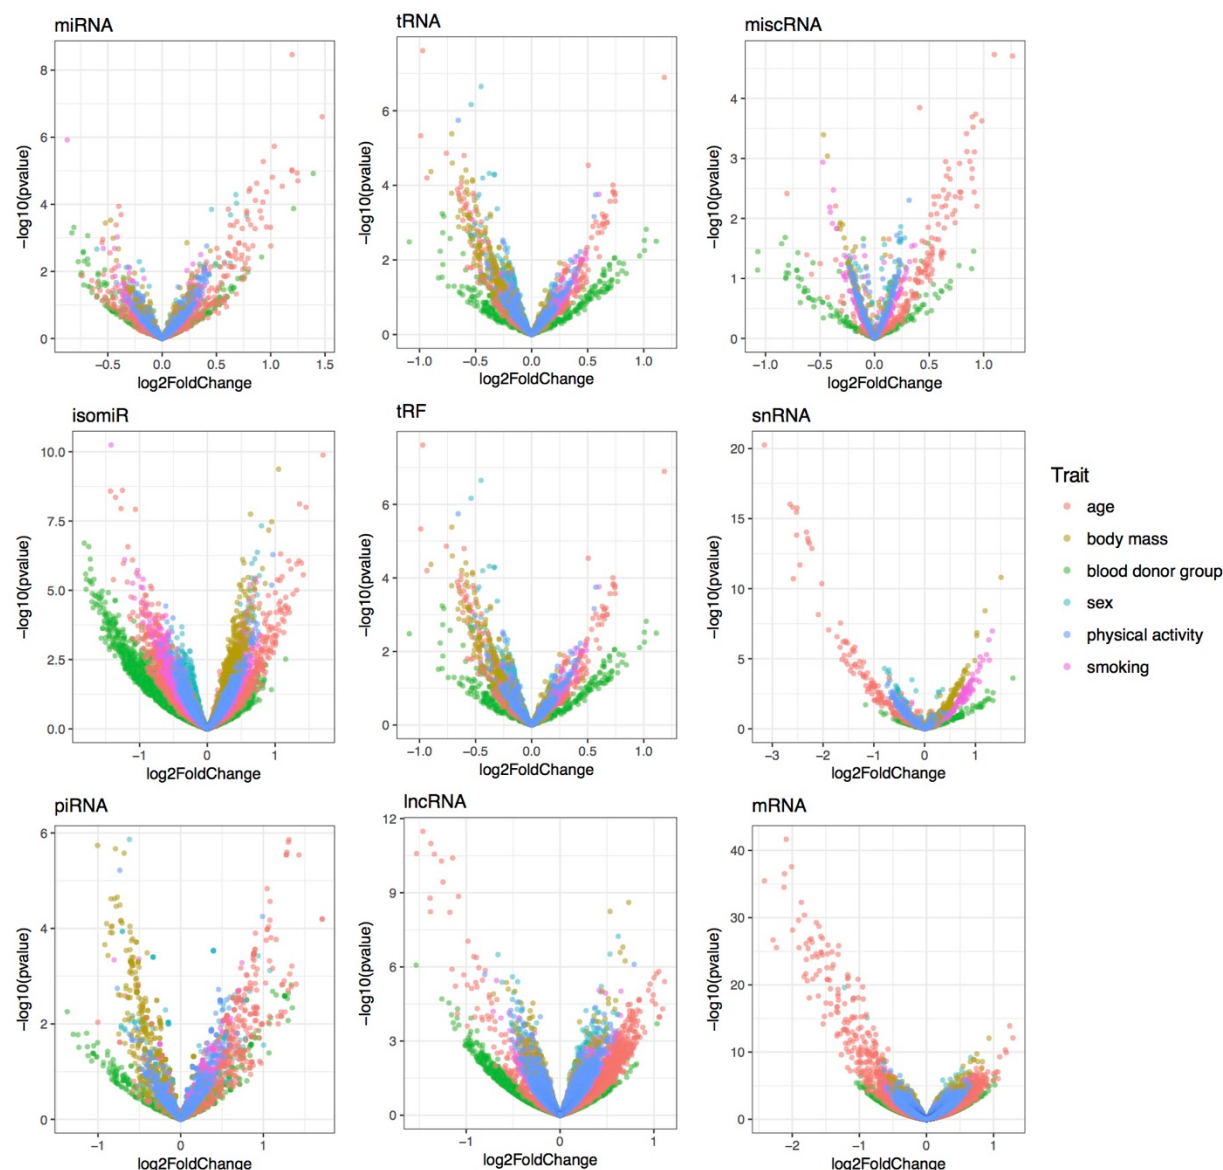 miRNA
8
6
4
2
0
−0.5
0.0
0.5
1.0
1.5
−log10(pvalue)
log2FoldChange
tRNA
6
4
2
0
−1.0
−0.5
0.0
0.5
1.0
−log10(pvalue)
log2FoldChange
miscRNA
4
3
2
1
0
−1.0
−0.5
0.0
0.5
1.0
−log10(pvalue)
log2FoldChange
isomiR
10.0
7.5
5.0
2.5
0.0
−1
0
1
−log10(pvalue)
log2FoldChange
tRF
6
4
2
0
−1.0
−0.5
0.0
0.5
1.0
−log10(pvalue)
log2FoldChange
snRNA
20
15
10
5
0
−3
−2
−1
0
1
−log10(pvalue)
log2FoldChange
Trait
age
body mass
blood donor group
sex
physical activity
smoking
piRNA
6
4
2
0
−1
0
1
−log10(pvalue)
log2FoldChange
lncRNA
12
9
6
3
0
−1
0
1
−log10(pvalue)
log2FoldChange
mRNA
40
30
20
10
0
−2
−1
0
1
−log10(pvalue)
log2FoldChange